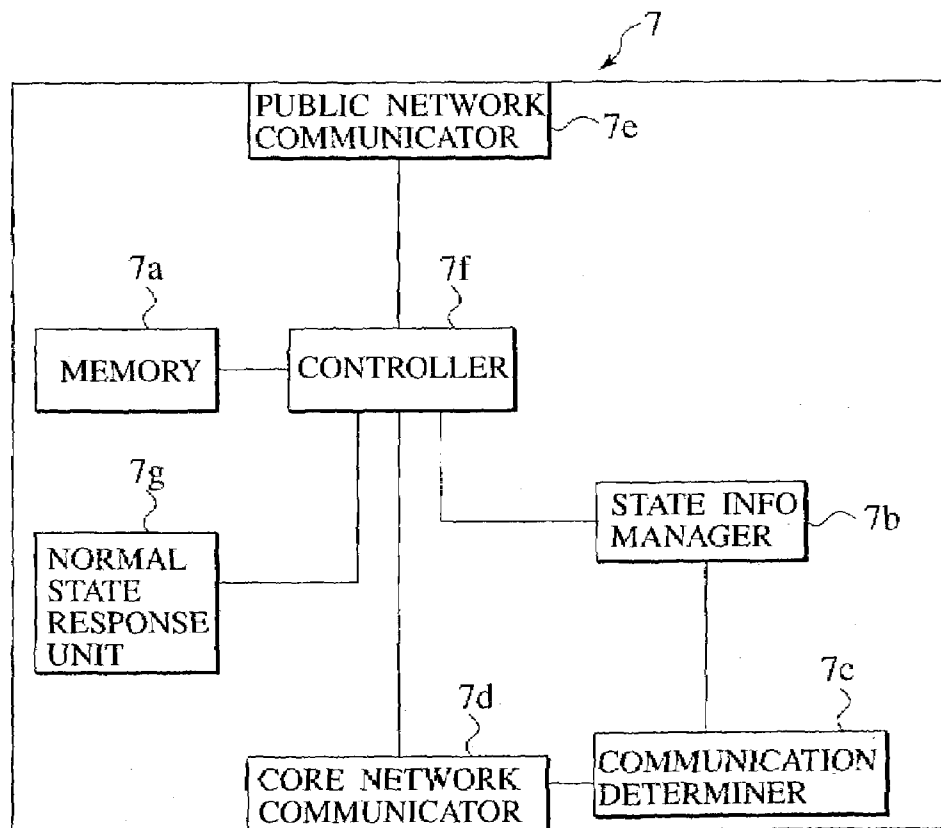 7
PUBLIC NETWORK
COMMUNICATOR
7e
7a
7f
MEMORY
CONTROLLER
7g
NORMAL
STATE
RESPONSE
UNIT
STATE INFO
MANAGER
7b
7d
7c
CORE NETWORK
COMMUNICATOR
COMMUNICATION
DETERMINER